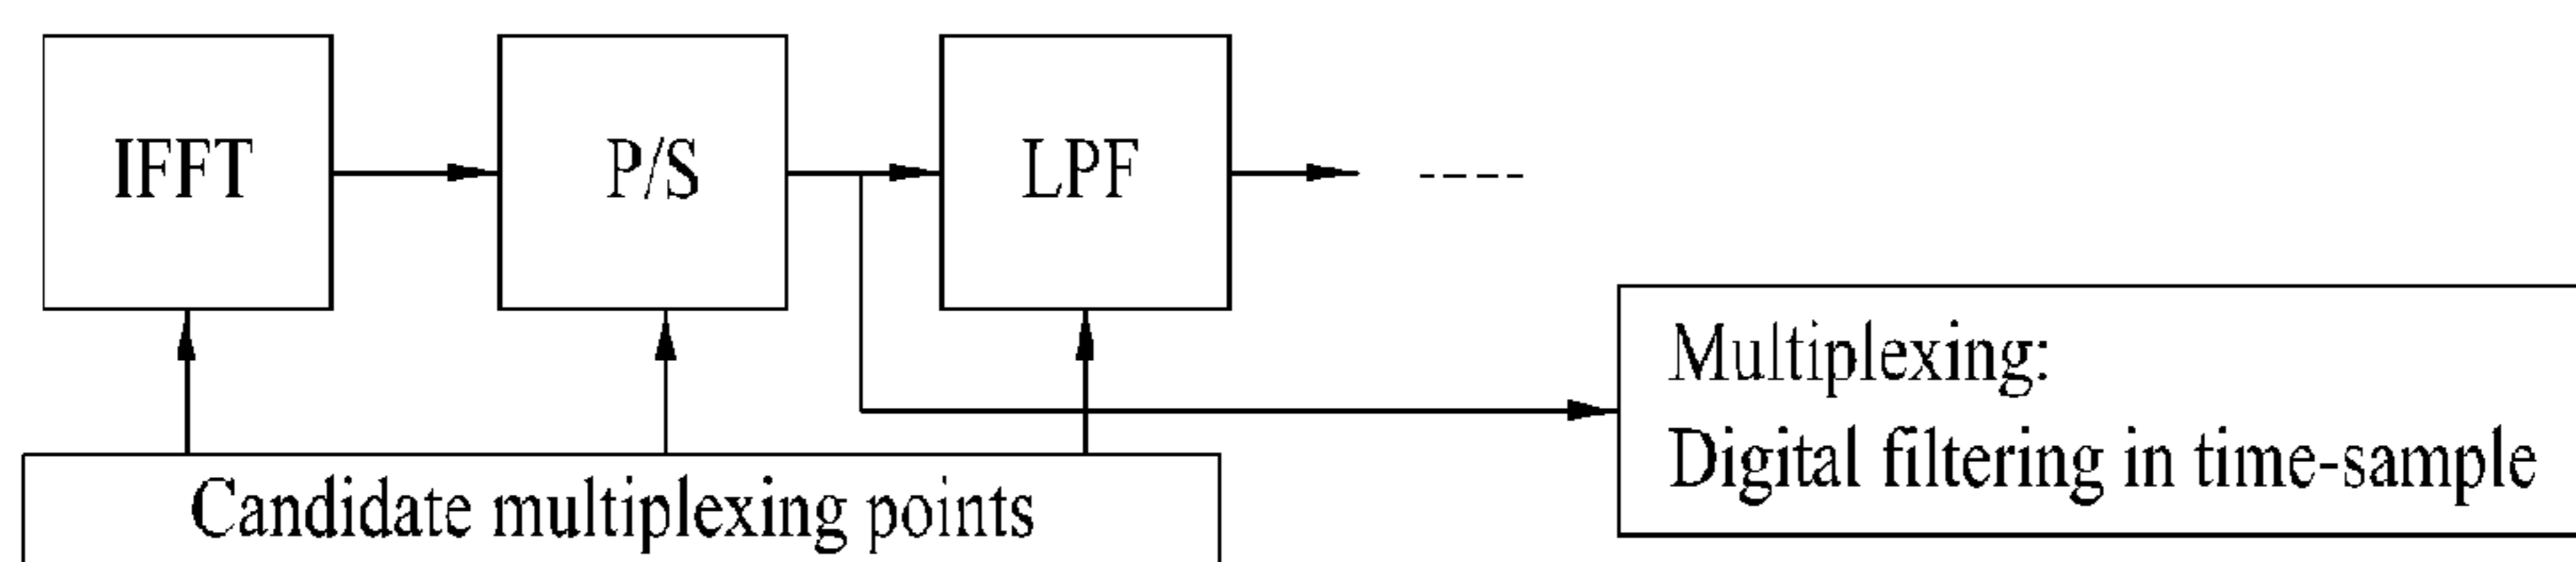 IFFT
P/S
LPF
Multiplexing:
Digital filtering in time-sample
Candidate multiplexing points